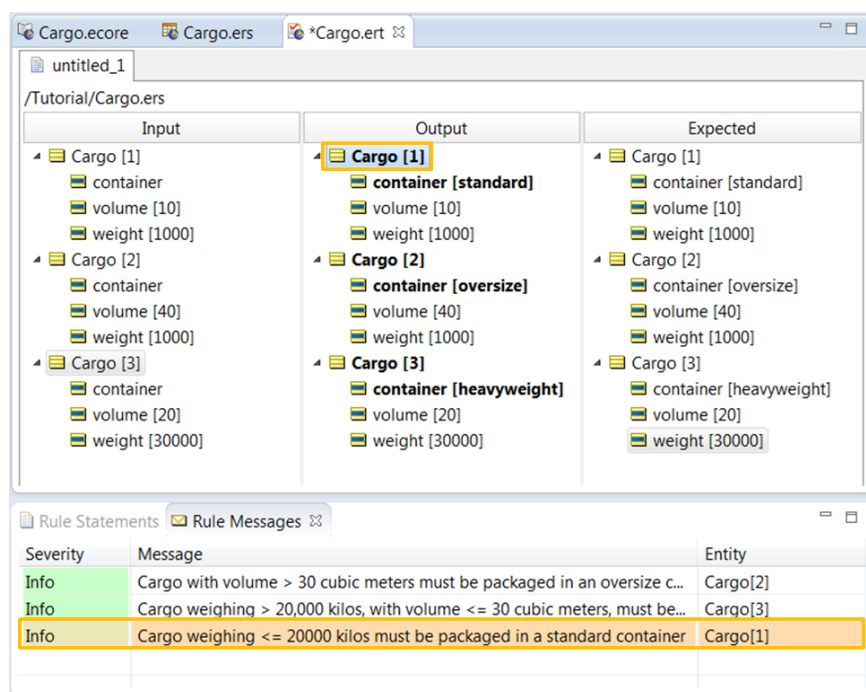 Cargo.ecore Cargo.ers *Cargo.ert
untitled_1
/Tutorial/Cargo.ers
Input Output Expected
Cargo [1] Cargo [1] Cargo [1]
container container [standard] container [standard]
volume [10] volume [10] volume [10]
weight [1000] weight [1000] weight [1000]
Cargo [2] Cargo [2] Cargo [2]
container container [oversize] container [oversize]
volume [40] volume [40] volume [40]
weight [1000] weight [1000] weight [1000]
Cargo [3] Cargo [3] Cargo [3]
container container [heavyweight] container [heavyweight]
volume [20] volume [20] volume [20]
weight [30000] weight [30000] weight [30000]
Rule Statements Rule Messages
Severity Message Entity
Info Cargo with volume > 30 cubic meters must be packaged in an oversize c... Cargo[2]
Info Cargo weighing > 20,000 kilos, with volume <= 30 cubic meters, must be... Cargo[3]
Info Cargo weighing <= 20000 kilos must be packaged in a standard container Cargo[1]